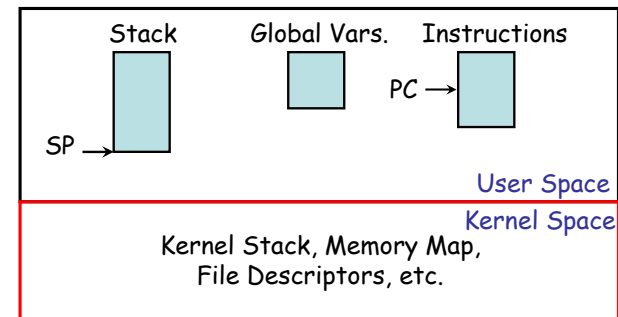 Stack
Global Vars.
Instructions
PC
SP
User Space
Kernel Space
Kernel Stack, Memory Map,
File Descriptors, etc.